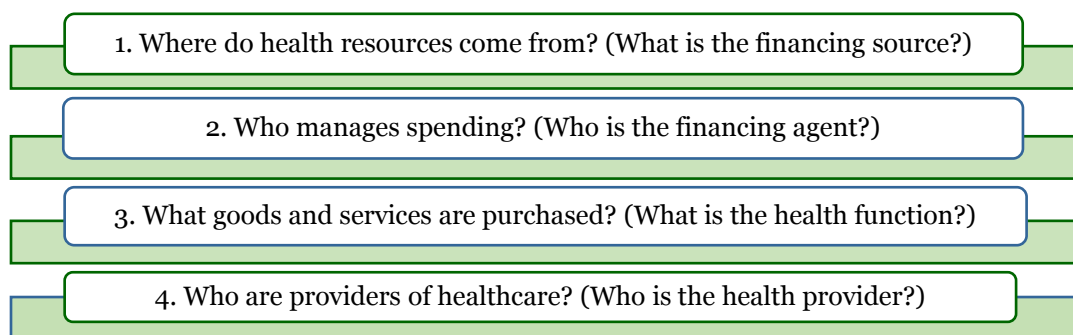 1. Where do health resources come from? (What is the financing source?)
2. Who manages spending? (Who is the financing agent?)
3. What goods and services are purchased? (What is the health function?)
4. Who are providers of healthcare? (Who is the health provider?)